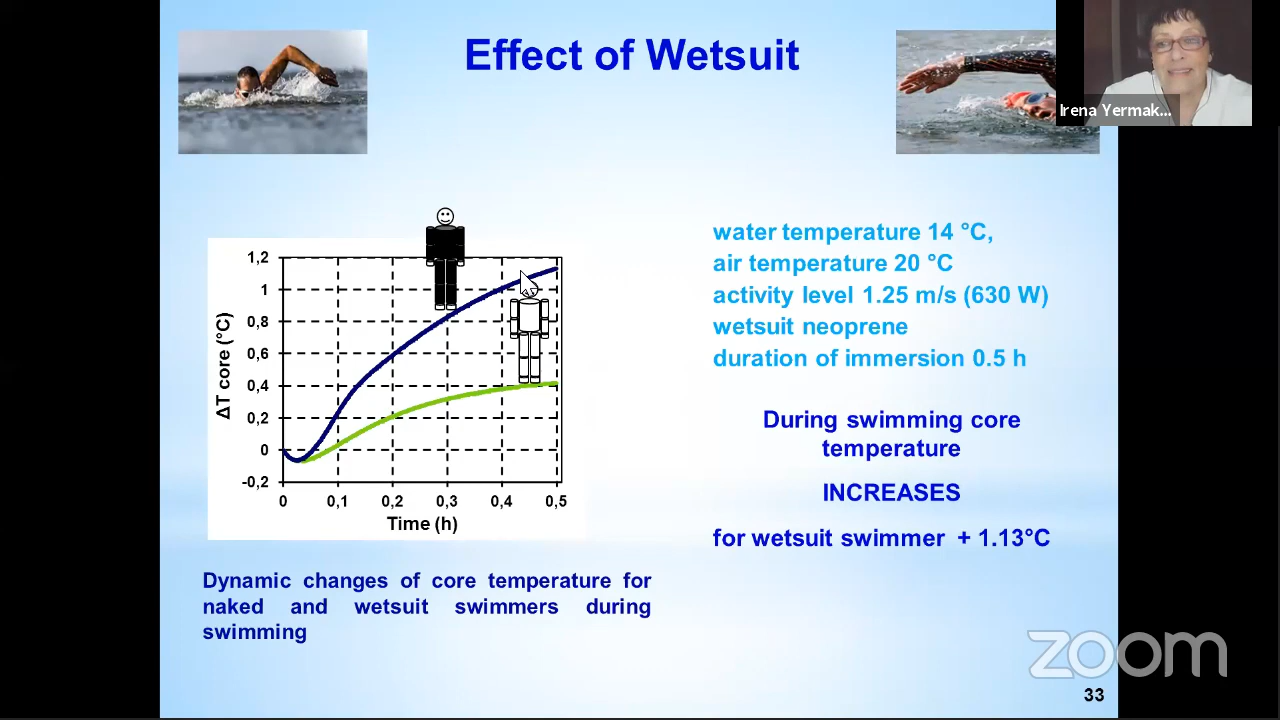 Effect of Wetsuit
Irena Yermak...
water temperature 14 °C,
air temperature 20 °C
activity level 1.25 m/s (630 W)
wetsuit neoprene
duration of immersion 0.5 h
During swimming core
temperature
INCREASES
for wetsuit swimmer + 1.13°C
ΔT core (°C)
1,2
1
0,8
0,6
0,4
0,2
0
-0,2
0 0,1 0,2 0,3 0,4 0,5
Time (h)
Dynamic changes of core temperature for
naked and wetsuit swimmers during
swimming
zoom
33